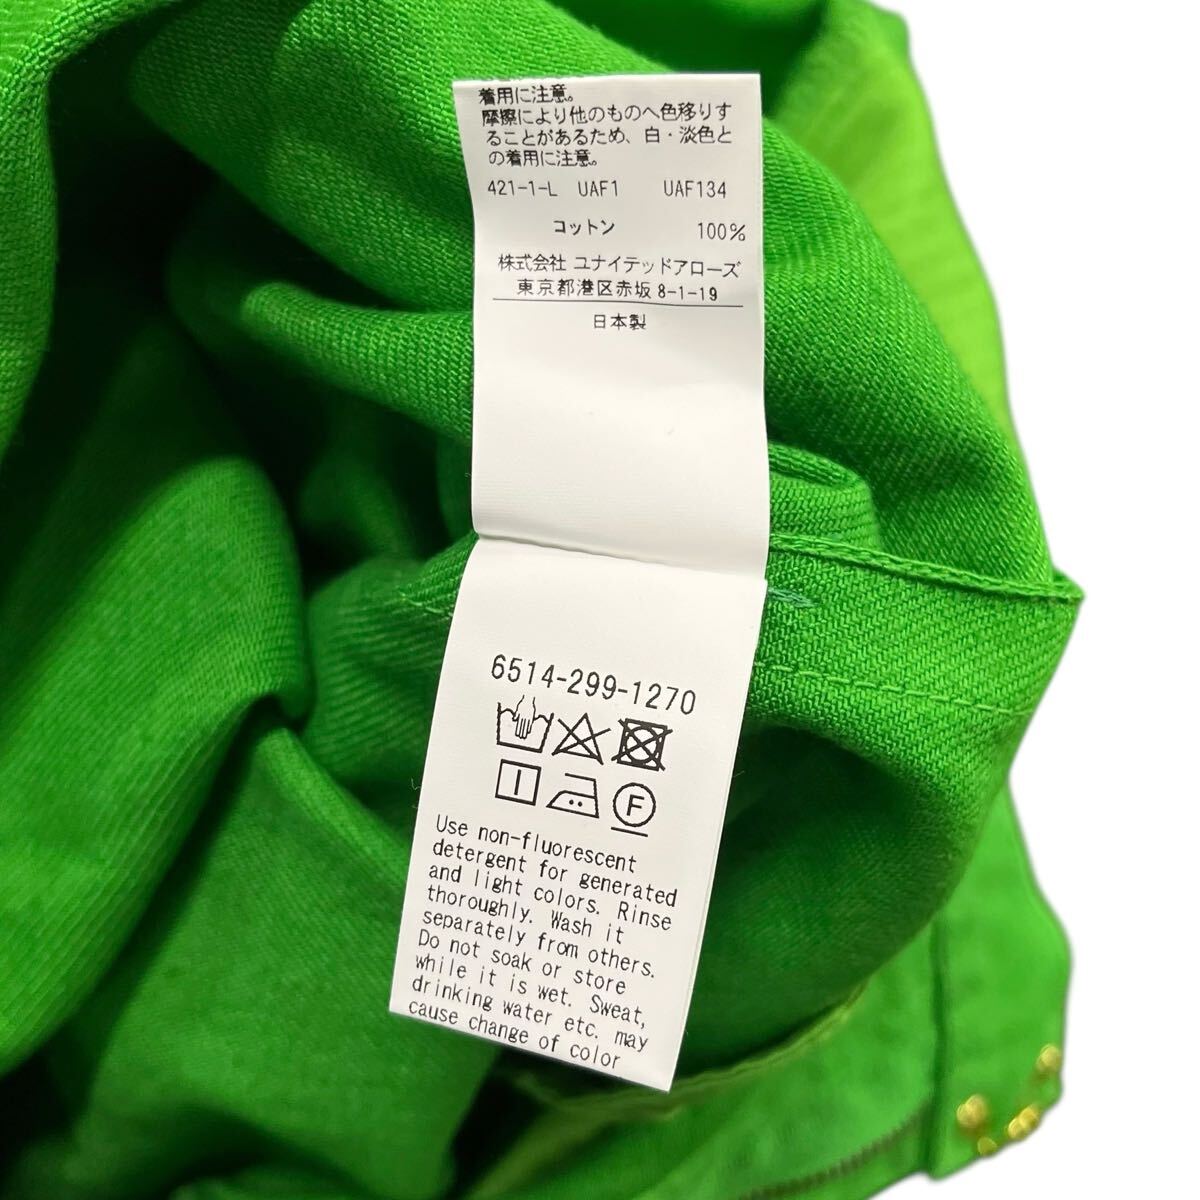 着用に注意。
摩擦により他のものへ色移りす
ることがあるため、白・淡色と
の着用に注意。
421-1-L UAF1 UAF134
コットン 100%
株式会社 ユナイテッドアローズ
東京都港区赤坂8-1-19
日本製
6514-299-1270
F
Use non-fluorescent
detergent for generated
and light colors. Rinse
thoroughly. Wash it
separately from others.
Do not soak or store
while it is wet. Sweat,
drinking water etc. may
cause change of color